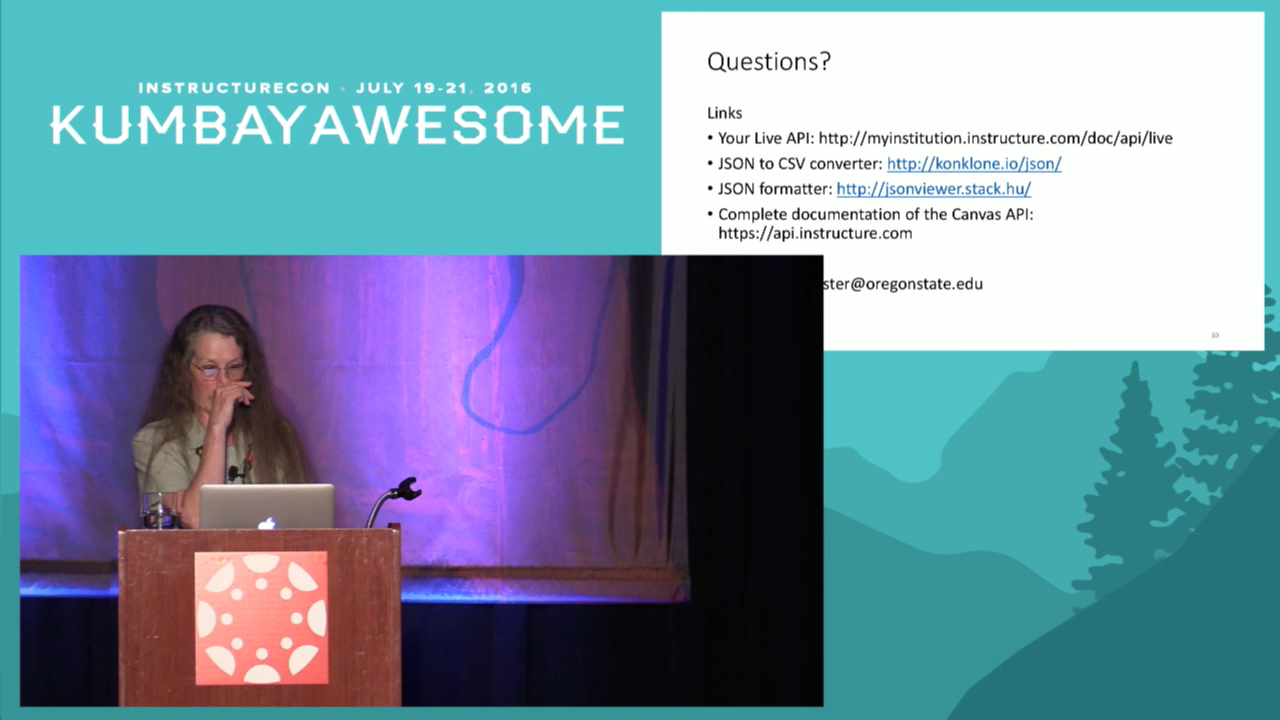 INSTRUCTURECON • JULY 19-21, 2016
KUMBAYAWESOME
Questions?
Links
• Your Live API: http://myinstitution.instructure.com/doc/api/live
• JSON to CSV converter: http://konklone.io/json/
• JSON formatter: http://jsonviewer.stack.hu/
• Complete documentation of the Canvas API:
https://api.instructure.com
ster@oregonstate.edu